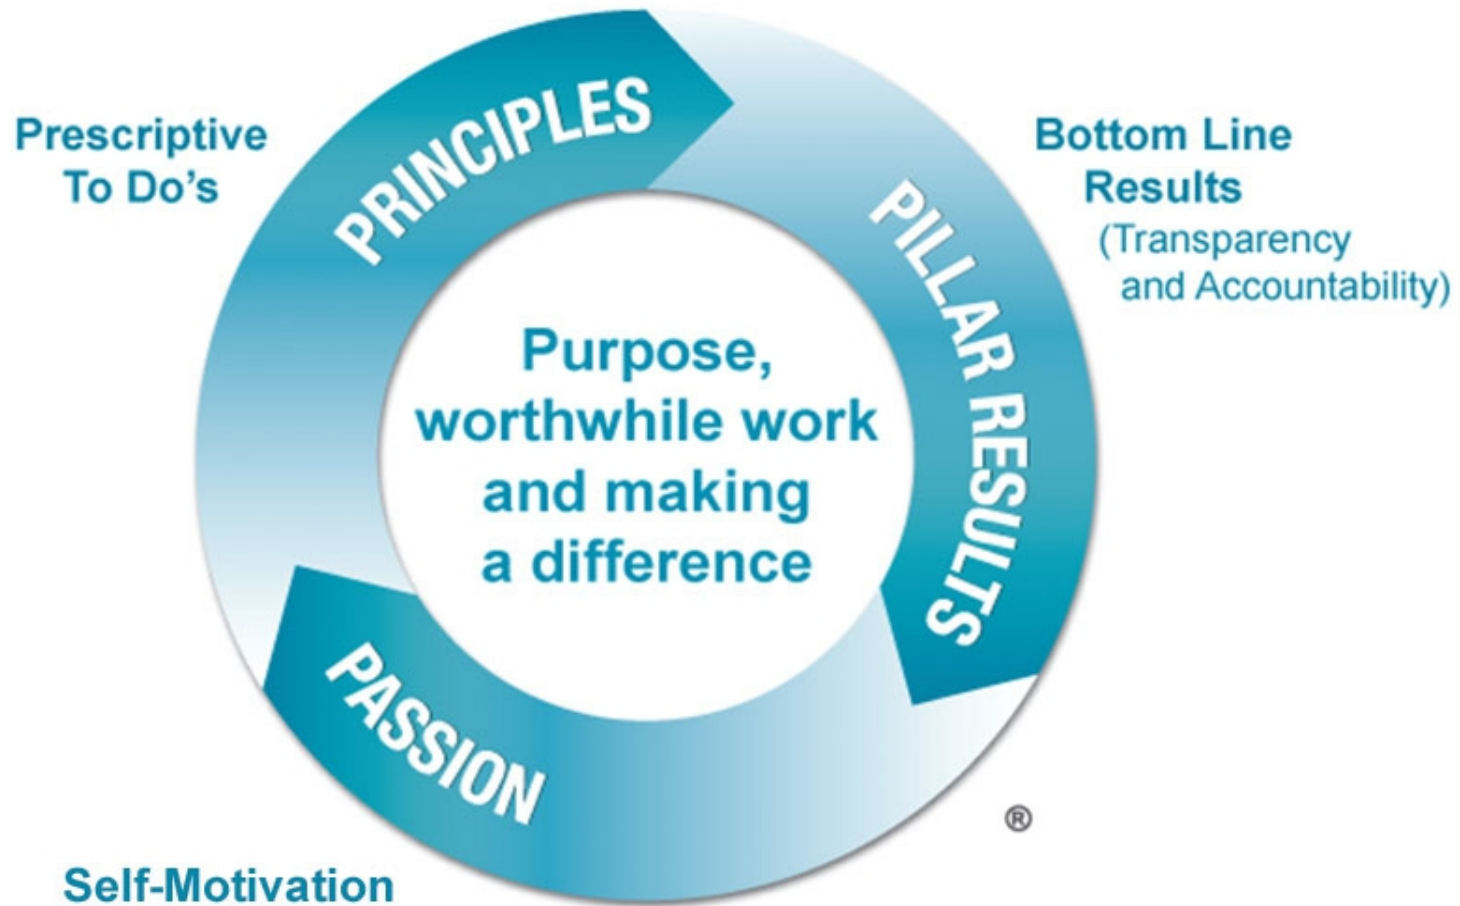 PRINCIPLES
Prescriptive
To Do's
Bottom Line
Results
(Transparency
and Accountability)
PILLAR RESULTS
Purpose,
worthwhile work
and making
a difference
PASSION
®
Self-Motivation